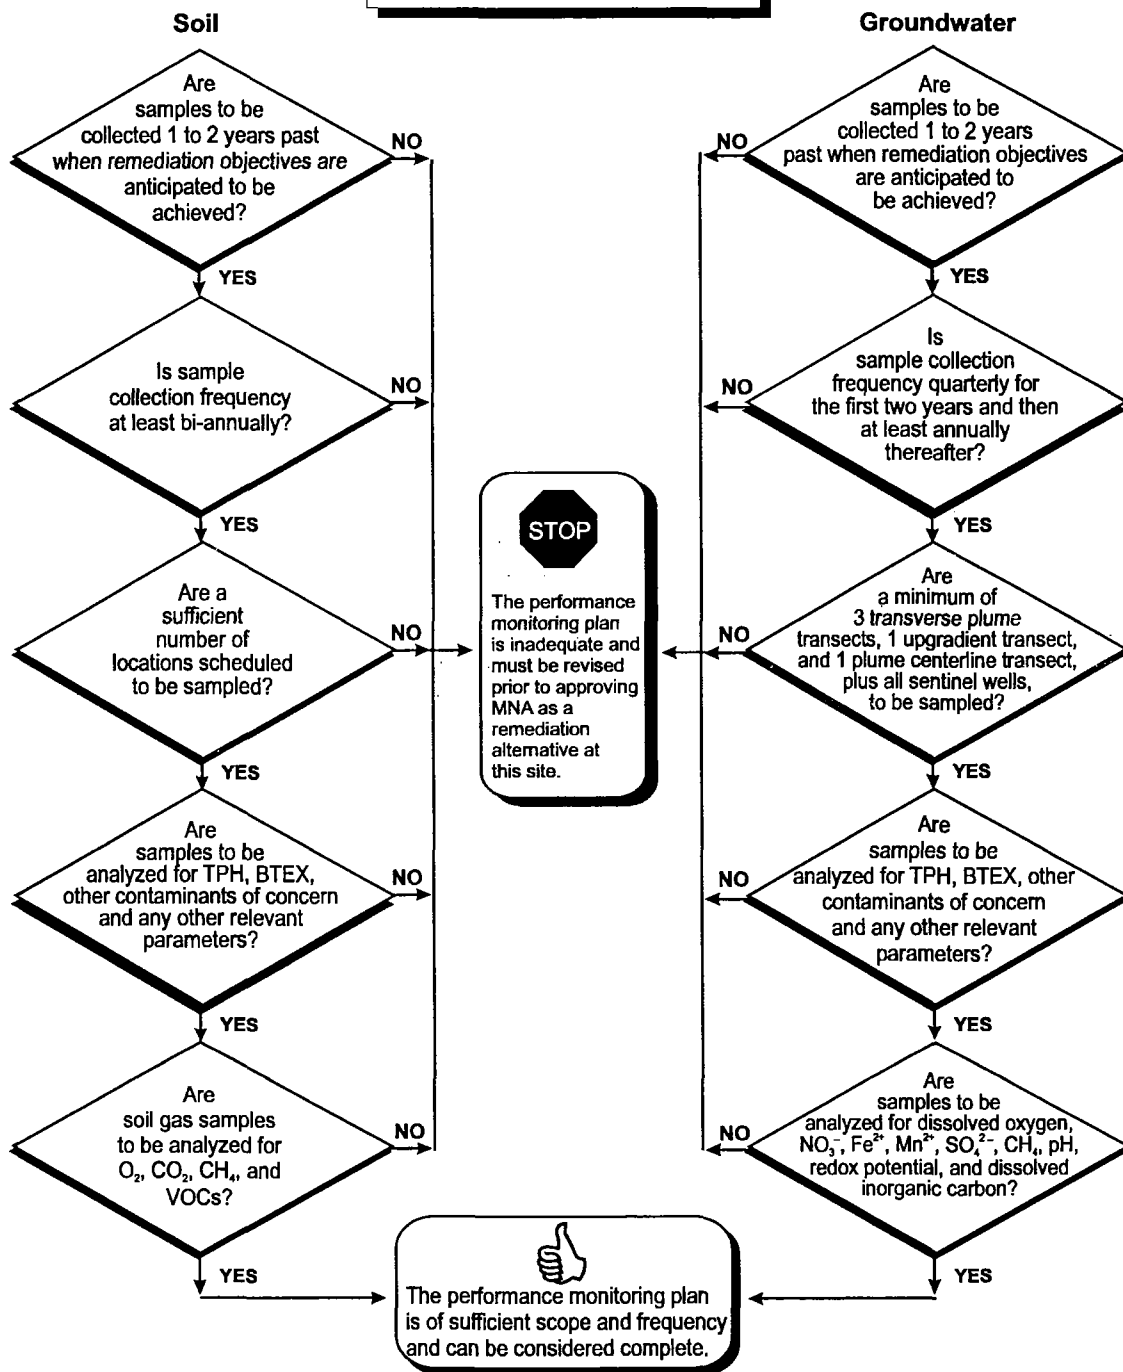 Soil
Are
samples to be
collected 1 to 2 years past
when remediation objectives are
anticipated to be
achieved?
NO
YES
Is sample
collection frequency
at least bi-annually?
NO
YES
Are a
sufficient
number of
locations scheduled
to be sampled?
NO
YES
Are
samples to be
analyzed for TPH, BTEX,
other contaminants of concern
and any other relevant
parameters?
NO
YES
Are
soil gas samples
to be analyzed for
O₂, CO₂, CH₄, and
VOCs?
NO
YES
STOP
The performance
monitoring plan
is inadequate and
must be revised
prior to approving
MNA as a
remediation
alternative at
this site.
Groundwater
Are
samples to be
collected 1 to 2 years
past when remediation objectives
are anticipated to
be achieved?
NO
YES
Is
sample collection
frequency quarterly for
the first two years and then
at least annually
thereafter?
NO
YES
Are
a minimum of
3 transverse plume
transects, 1 upgradient transect,
and 1 plume centerline transect,
plus all sentinel wells,
to be sampled?
NO
YES
Are
samples to be
analyzed for TPH, BTEX, other
contaminants of concern
and any other relevant
parameters?
NO
YES
Are
samples to be
analyzed for dissolved oxygen,
NO₃⁻, Fe²⁺, Mn²⁺, SO₄²⁻, CH₄, pH,
redox potential, and dissolved
inorganic carbon?
NO
YES
The performance monitoring plan
is of sufficient scope and frequency
and can be considered complete.